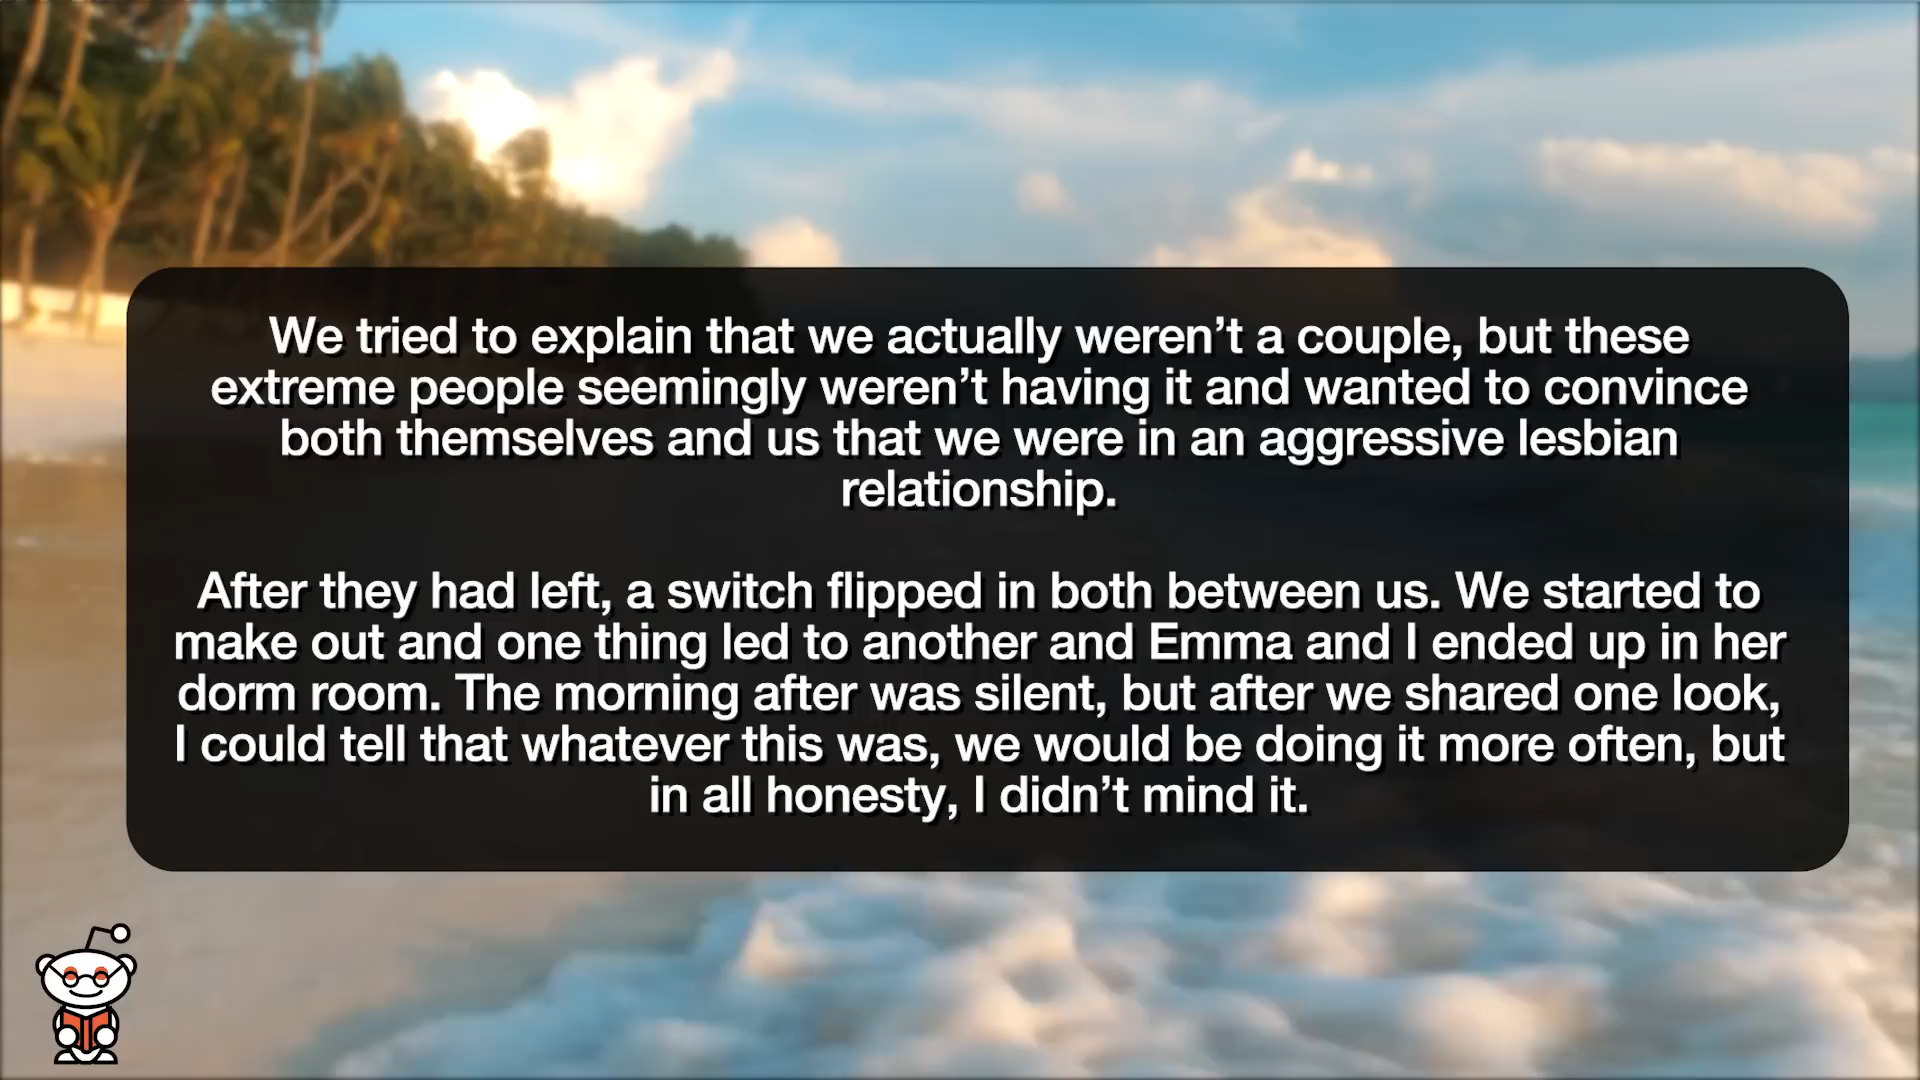 We tried to explain that we actually weren’t a couple, but these
extreme people seemingly weren’t having it and wanted to convince
both themselves and us that we were in an aggressive lesbian
relationship.
After they had left, a switch flipped in both between us. We started to
make out and one thing led to another and Emma and I ended up in her
dorm room. The morning after was silent, but after we shared one look,
I could tell that whatever this was, we would be doing it more often, but
in all honesty, I didn’t mind it.